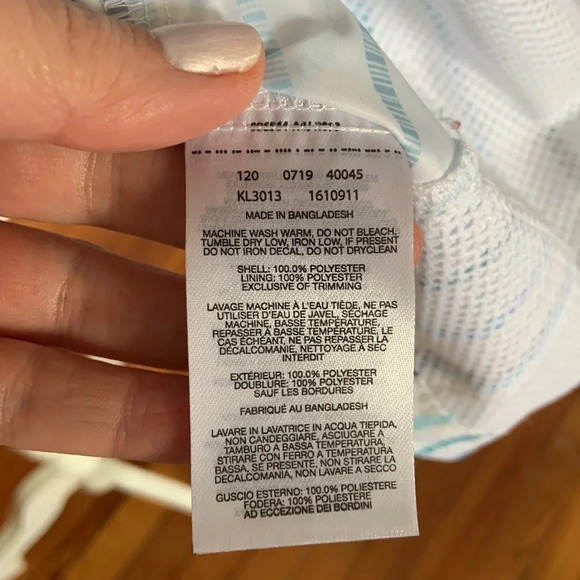 120 0719 40045
KL3013 1610911
MADE IN BANGLADESH
MACHINE WASH WARM, DO NOT BLEACH,
TUMBLE DRY LOW, IRON LOW, IF PRESENT
DO NOT IRON DECAL, DO NOT DRYCLEAN
SHELL: 100.0% POLYESTER
LINING: 100% POLYESTER
EXCLUSIVE OF TRIMMING
LAVAGE MACHINE À L'EAU TIÈDE, NE PAS
UTILISER D'EAU DE JAVEL, SÉCHAGE
MACHINE, BASSE TEMPÉRATURE,
REPASSER À BASSE TEMPÉRATURE, LE
CAS ÉCHÉANT, NE PAS REPASSER LA
DÉCALCOMANIE, NETTOYAGE À SEC
INTERDIT
EXTÉRIEUR: 100.0% POLYESTER
DOUBLURE: 100% POLYESTER
SAUF LES BORDURES
FABRIQUÉ AU BANGLADESH
LAVARE IN LAVATRICE IN ACQUA TIEPIDA,
NON CANDEGGIARE, ASCIUGARE A
TAMBURO A BASSA TEMPERATURA,
STIRARE CON FERRO A TEMPERATURA
BASSA, SE PRESENTE, NON STIRARE LA
DECALCOMANIA, NON LAVARE A SECCO
GUSCIO ESTERNO: 100.0% POLIESTERE
FODERA: 100% POLIESTERE
AD ECCEZIONE DEI BORDINI